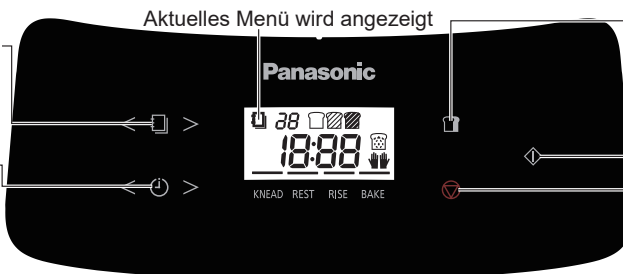 Aktuelles Menü wird angezeigt
Panasonic
38
18:88
KNEAD REST RISE BAKE